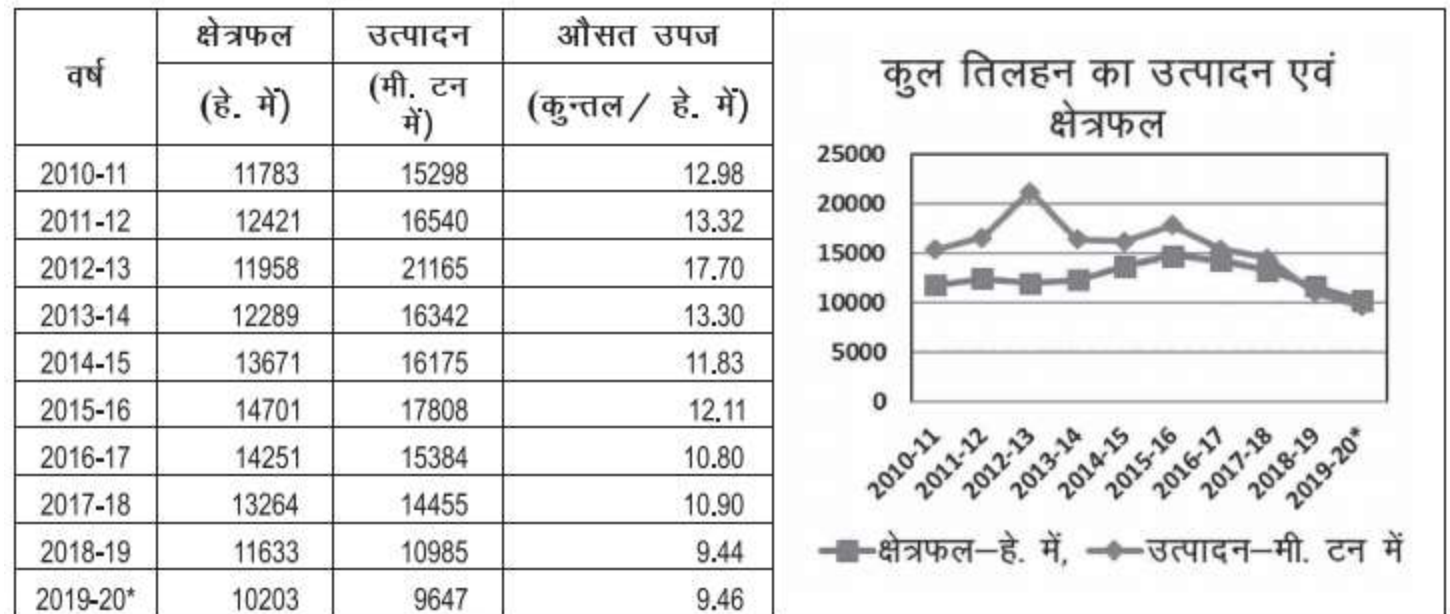 वर्ष क्षेत्रफल उत्पादन औसत उपज
(हे. में) (मी. टन में) (कुन्तल / हे. में)
2010-11 11783 15298 12.98
2011-12 12421 16540 13.32
2012-13 11958 21165 17.70
2013-14 12289 16342 13.30
2014-15 13671 16175 11.83
2015-16 14701 17808 12.11
2016-17 14251 15384 10.80
2017-18 13264 14455 10.90
2018-19 11633 10985 9.44
2019-20* 10203 9647 9.46
कुल तिलहन का उत्पादन एवं
क्षेत्रफल
25000
20000
15000
10000
5000
0
2010-11 2011-12 2012-13 2013-14 2014-15 2015-16 2016-17 2017-18 2018-19 2019-20*
क्षेत्रफल–हे. में, उत्पादन–मी. टन में